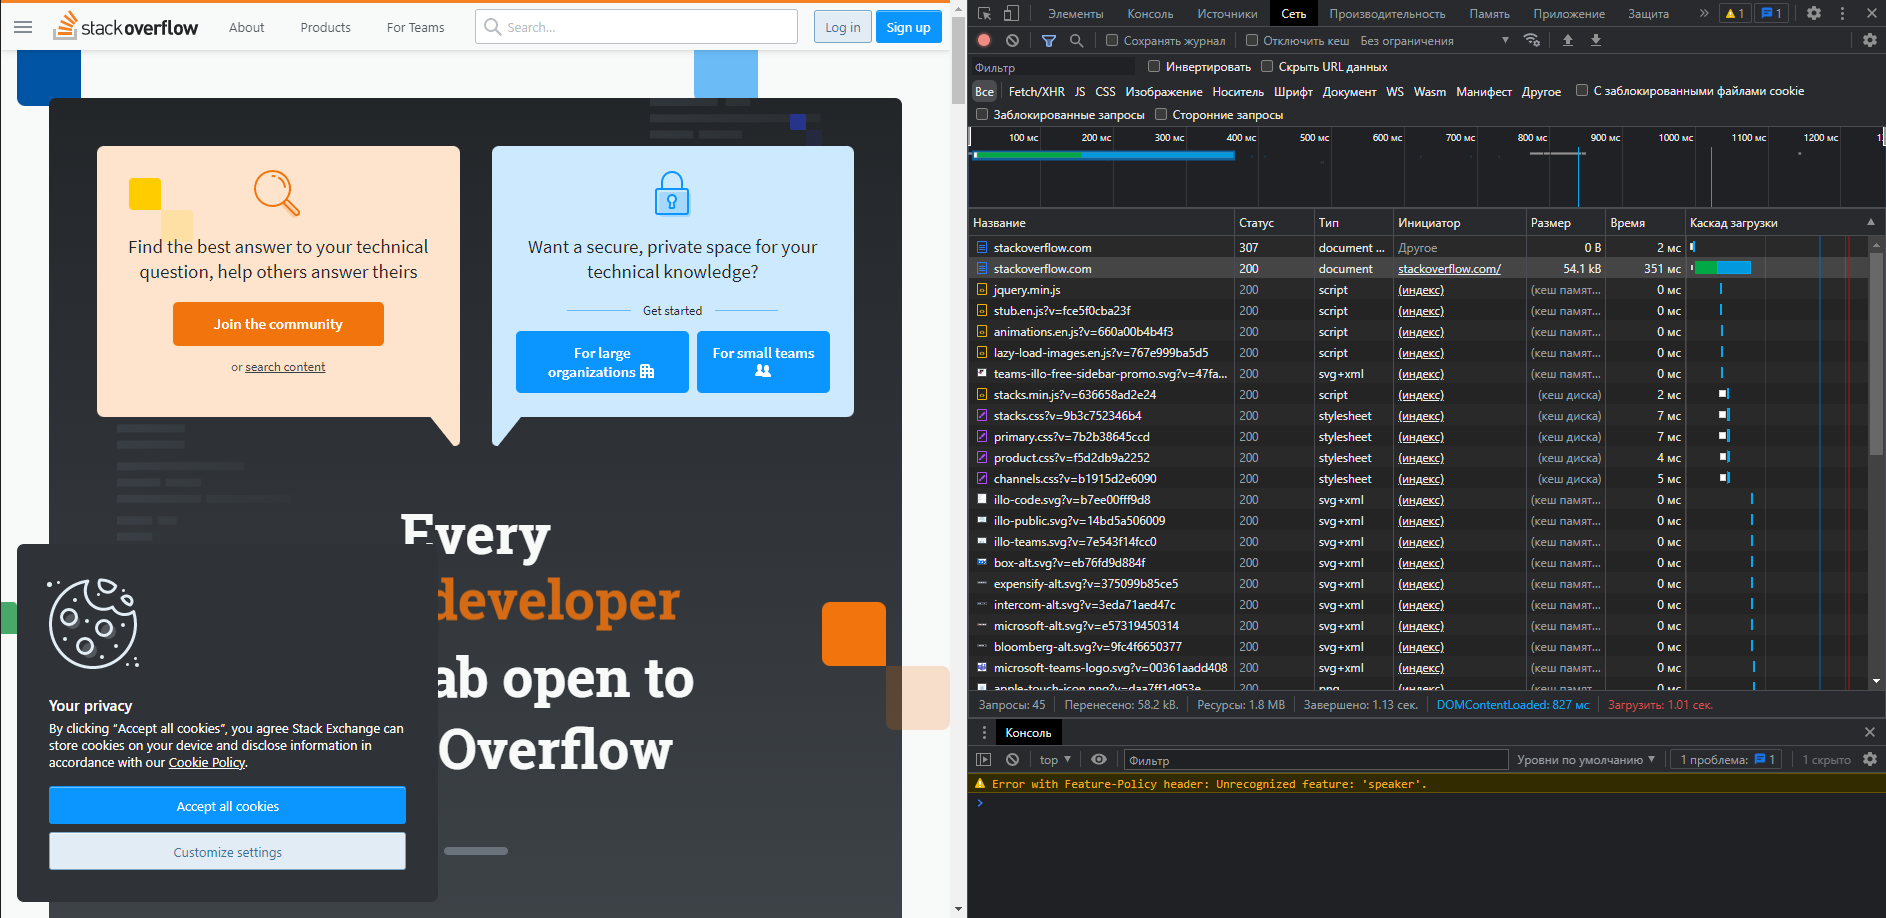 stackoverflow
About
Products
For Teams
Search...
Log in
Sign up
Find the best answer to your technical
question, help others answer theirs
Join the community
or search content
Want a secure, private space for your
technical knowledge?
Get started
For large
organizations
For small teams
Every
developer
ab open to
Overflow
Your privacy
By clicking “Accept all cookies”, you agree Stack Exchange can
store cookies on your device and disclose information in
accordance with our Cookie Policy.
Accept all cookies
Customize settings
Элементы Консоль Источники Сеть Производительность Память Приложение Защита » 1 1
Сохранять журнал Отключить кеш Без ограничения
Фильтр Инвертировать Скрыть URL данных
Все Fetch/XHR JS CSS Изображение Носитель Шрифт Документ WS Wasm Манифест Другое С заблокированными файлами cookie
Заблокированные запросы Сторонние запросы
100 мс 200 мс 300 мс 400 мс 500 мс 600 мс 700 мс 800 мс 900 мс 1000 мс 1100 мс 1200 мс
Название Статус Тип Инициатор Размер Время Каскад загрузки
stackoverflow.com 307 document ... Другое 0 B 2 мс
stackoverflow.com 200 document stackoverflow.com/ 54.1 kB 351 мс
jquery.min.js 200 script (индекс) (кеш памят... 0 мс
stub.en.js?v=fce5f0cba23f 200 script (индекс) (кеш памят... 0 мс
animations.en.js?v=660a00b4b4f3 200 script (индекс) (кеш памят... 0 мс
lazy-load-images.en.js?v=767e999ba5d5 200 script (индекс) (кеш памят... 0 мс
teams-illo-free-sidebar-promo.svg?v=47fa... 200 svg+xml (индекс) (кеш памят... 0 мс
stacks.min.js?v=636658ad2e24 200 script (индекс) (кеш диска) 2 мс
stacks.css?v=9b3c752346b4 200 stylesheet (индекс) (кеш диска) 7 мс
primary.css?v=7b2b38645ccd 200 stylesheet (индекс) (кеш диска) 7 мс
product.css?v=f5d2db9a2252 200 stylesheet (индекс) (кеш диска) 4 мс
channels.css?v=b1915d2e6090 200 stylesheet (индекс) (кеш диска) 5 мс
illo-code.svg?v=b7ee00fff9d8 200 svg+xml (индекс) (кеш памят... 0 мс
illo-public.svg?v=14bd5a506009 200 svg+xml (индекс) (кеш памят... 0 мс
illo-teams.svg?v=7e543f14fcc0 200 svg+xml (индекс) (кеш памят... 0 мс
box-alt.svg?v=eb76fd9d884f 200 svg+xml (индекс) (кеш памят... 0 мс
expensify-alt.svg?v=375099b85ce5 200 svg+xml (индекс) (кеш памят... 0 мс
intercom-alt.svg?v=3eda71aed47c 200 svg+xml (индекс) (кеш памят... 0 мс
microsoft-alt.svg?v=e57319450314 200 svg+xml (индекс) (кеш памят... 0 мс
bloomberg-alt.svg?v=9fc4f6650377 200 svg+xml (индекс) (кеш памят... 0 мс
microsoft-teams-logo.svg?v=00361aadd408 200 svg+xml (индекс) (кеш памят... 0 мс
apple-touch-icon.png?v=daa7ff1d953e 200 png (индекс) (кеш памят... 0 мс
Запросы: 45 Перенесено: 58.2 kB. Ресурсы: 1.8 MB Завершено: 1.13 сек. DOMContentLoaded: 827 мс Загрузить: 1.01 сек.
Консоль
top Фильтр Уровни по умолчанию 1 проблема: 1 1 скрыто
Error with Feature-Policy header: Unrecognized feature: 'speaker'.